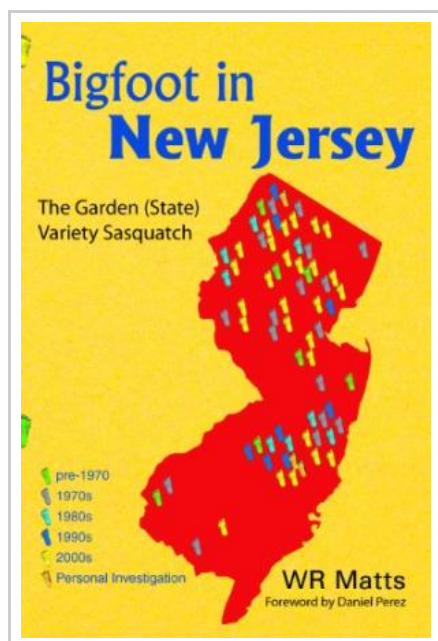 Bigfoot in
New Jersey
The Garden (State)
Variety Sasquatch
pre-1970
1970s
1980s
1990s
2000s
Personal Investigation
WR Matts
Foreword by Daniel Perez